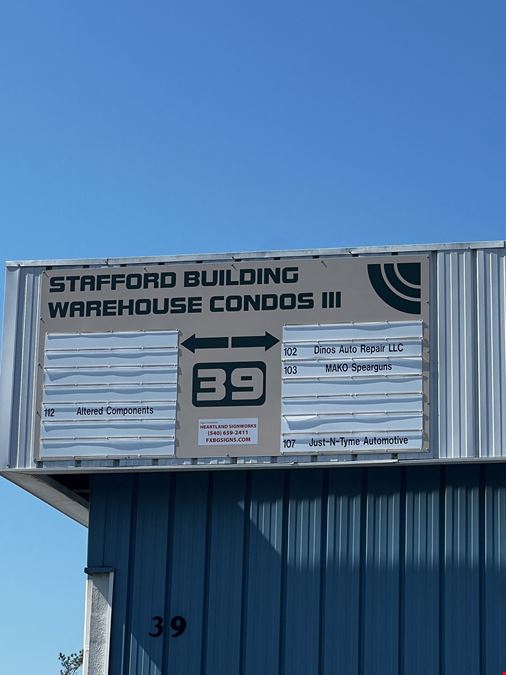 STAFFORD BUILDING
WAREHOUSE CONDOS III
112 Altered Components
39
HEARTLAND SIGNWORKS
(540) 659-2411
FXBGSIGNS.COM
102 Dinos Auto Repair LLC
103 MAKO Spearguns
107 Just-N-Tyme Automotive
39